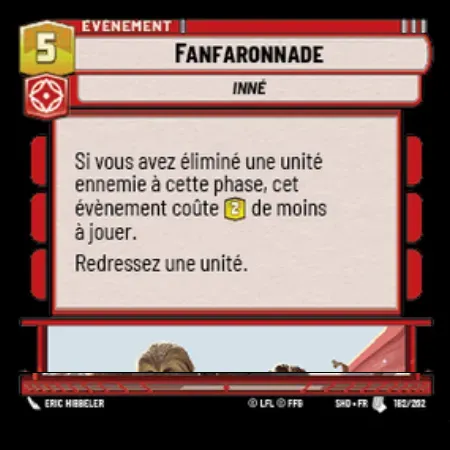 ÉVÈNEMENT
5
FANFARONNADE
INNÉ
Si vous avez éliminé une unité
ennemie à cette phase, cet
évènement coûte 2 de moins
à jouer.
Redressez une unité.
ERIC HIBBELER
© LFL © FFG
SHD • FR
182/262